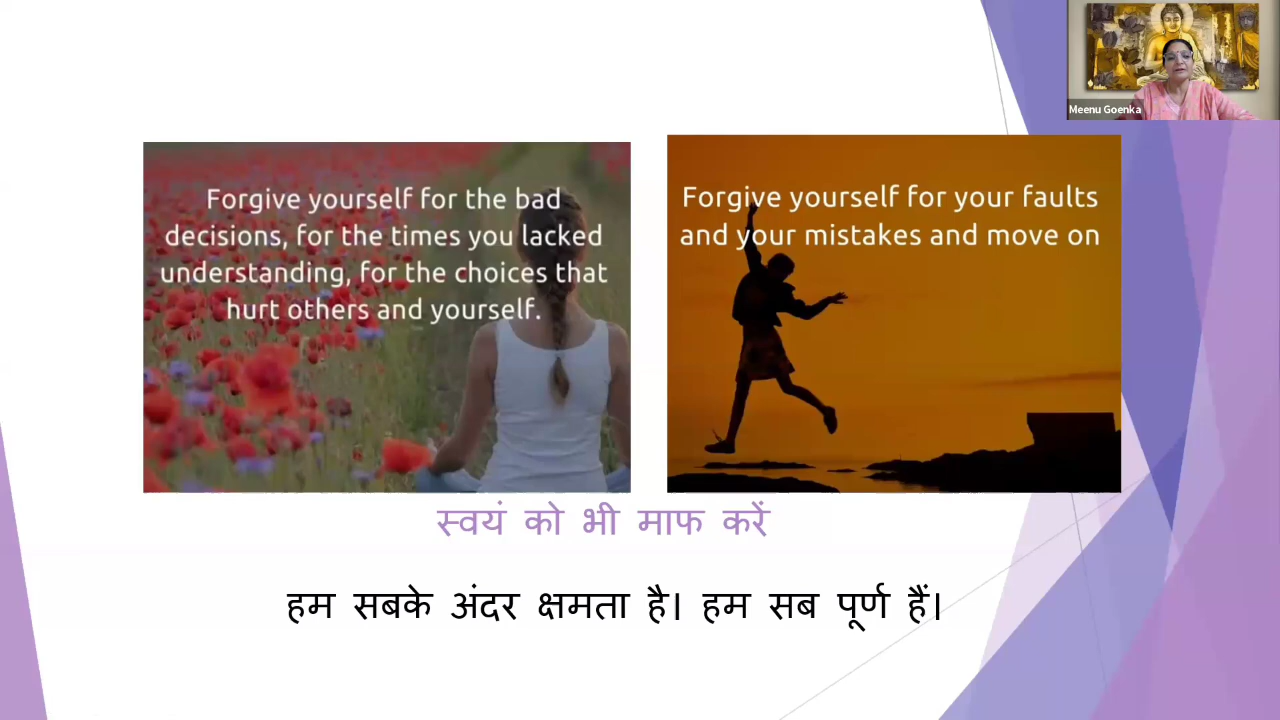 Meenu Goenka
Forgive yourself for the bad
decisions, for the times you lacked
understanding, for the choices that
hurt others and yourself.
Forgive yourself for your faults
and your mistakes and move on
स्वयं को भी माफ करें
हम सबके अंदर क्षमता है। हम सब पूर्ण हैं।